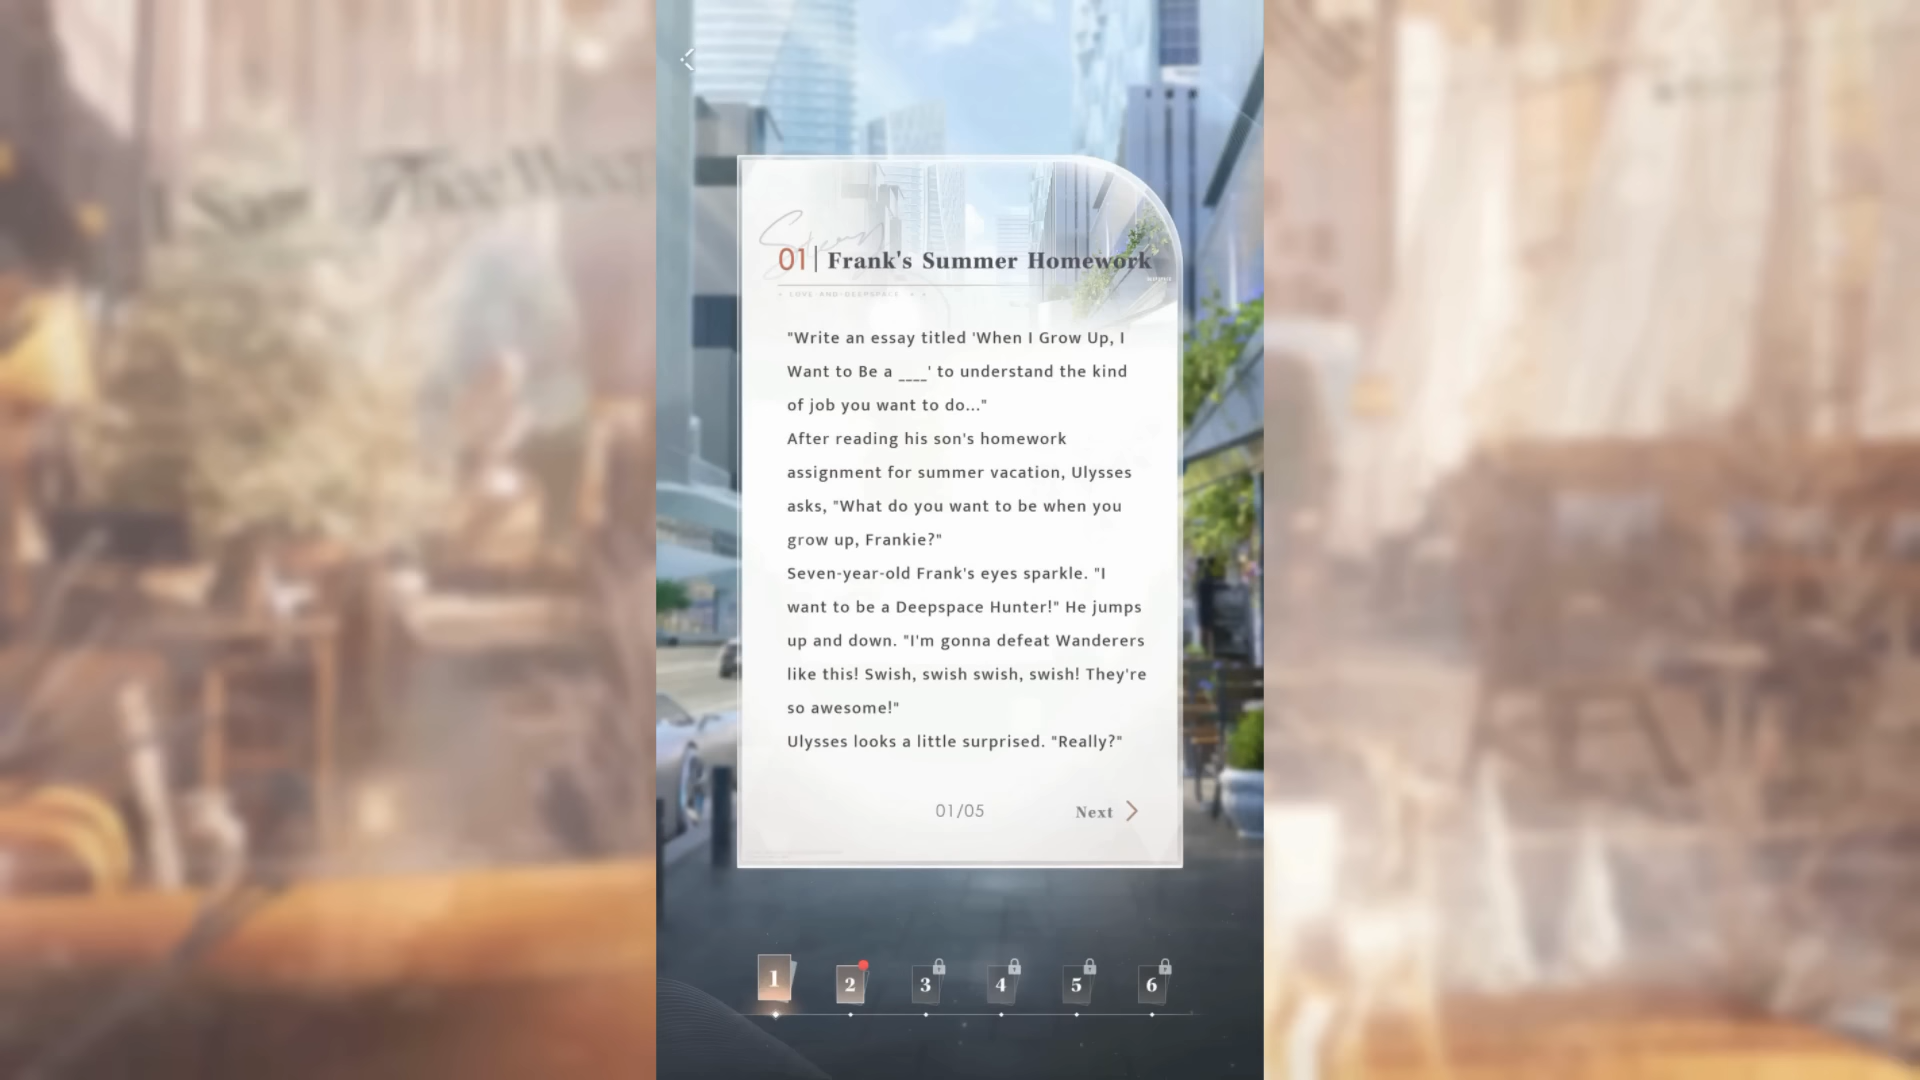 01 | Frank's Summer Homework
LOVE-AND-DEEPSPACE
"Write an essay titled 'When I Grow Up, I
Want to Be a ____' to understand the kind
of job you want to do..."
After reading his son's homework
assignment for summer vacation, Ulysses
asks, "What do you want to be when you
grow up, Frankie?"
Seven-year-old Frank's eyes sparkle. "I
want to be a Deepspace Hunter!" He jumps
up and down. "I'm gonna defeat Wanderers
like this! Swish, swish swish, swish! They're
so awesome!"
Ulysses looks a little surprised. "Really?"
01/05
Next
1
2
3
4
5
6